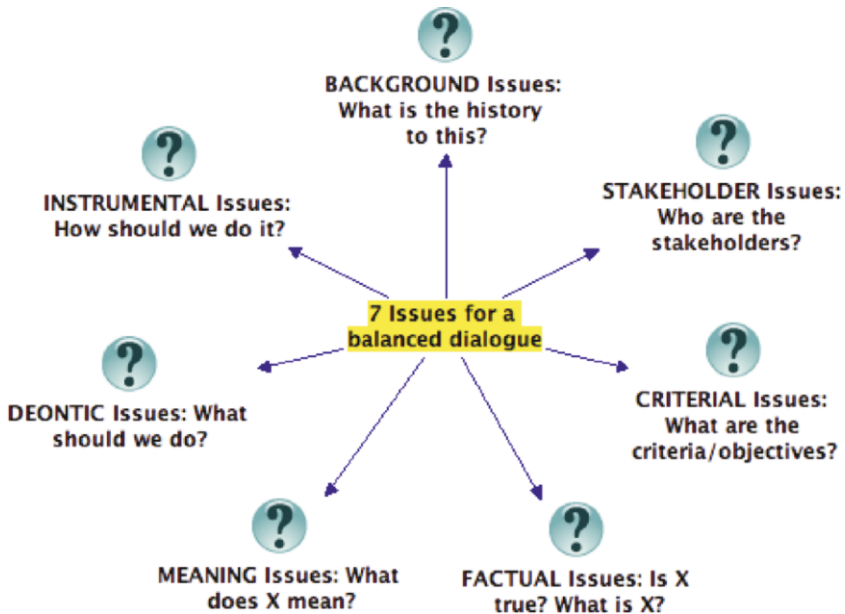 BACKGROUND Issues:
What is the history
to this?
INSTRUMENTAL Issues:
How should we do it?
STAKEHOLDER Issues:
Who are the
stakeholders?
7 Issues for a
balanced dialogue
DEONTIC Issues: What
should we do?
CRITERIAL Issues:
What are the
criteria/objectives?
MEANING Issues: What
does X mean?
FACTUAL Issues: Is X
true? What is X?